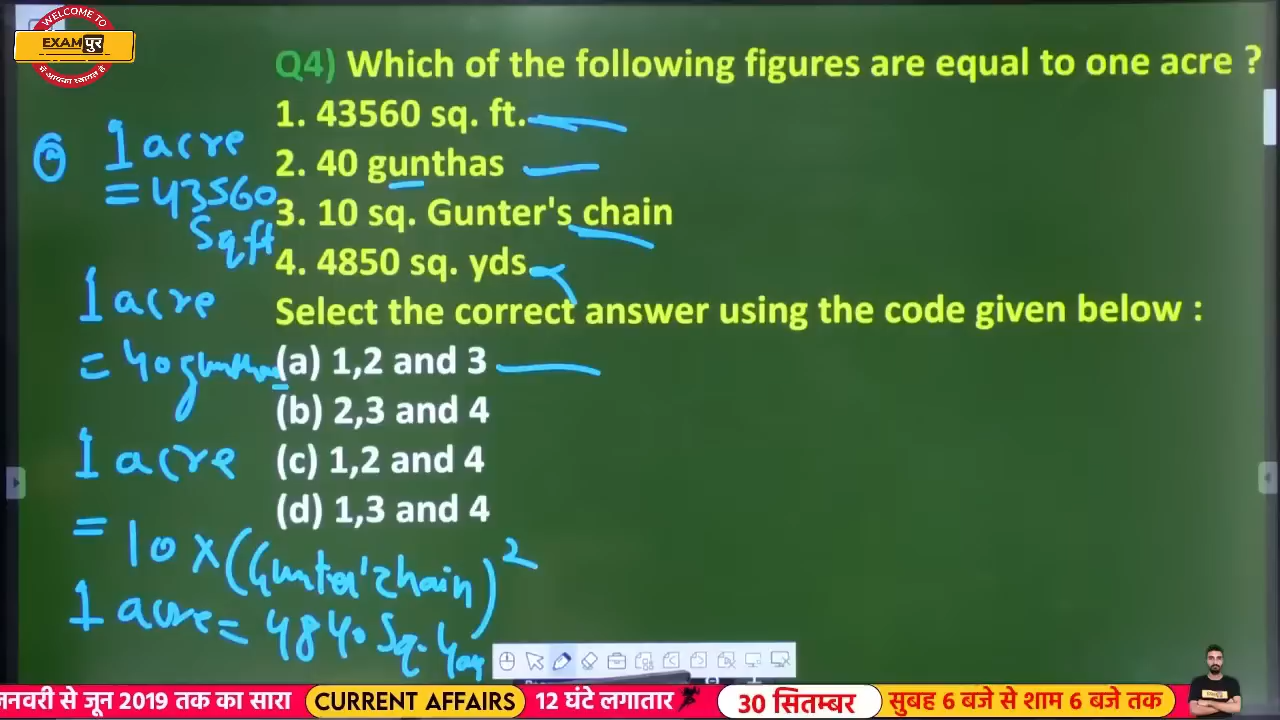 WELCOME TO
EXAMपुर
में आपका स्वागत है
Q4) Which of the following figures are equal to one acre ?
1. 43560 sq. ft.
2. 40 gunthas
3. 10 sq. Gunter's chain
4. 4850 sq. yds
Select the correct answer using the code given below :
(a) 1,2 and 3
(b) 2,3 and 4
(c) 1,2 and 4
(d) 1,3 and 4
1 acre
= 43560
Sqft
1 acre
= 40 gunthas
1 acre
= 10 x (Gunter's chain)2
1 acre = 4840 Sq. Yar
जनवरी से जून 2019 तक का सारा CURRENT AFFAIRS 12 घंटे लगातार 30 सितम्बर सुबह 6 बजे से शाम 6 बजे तक